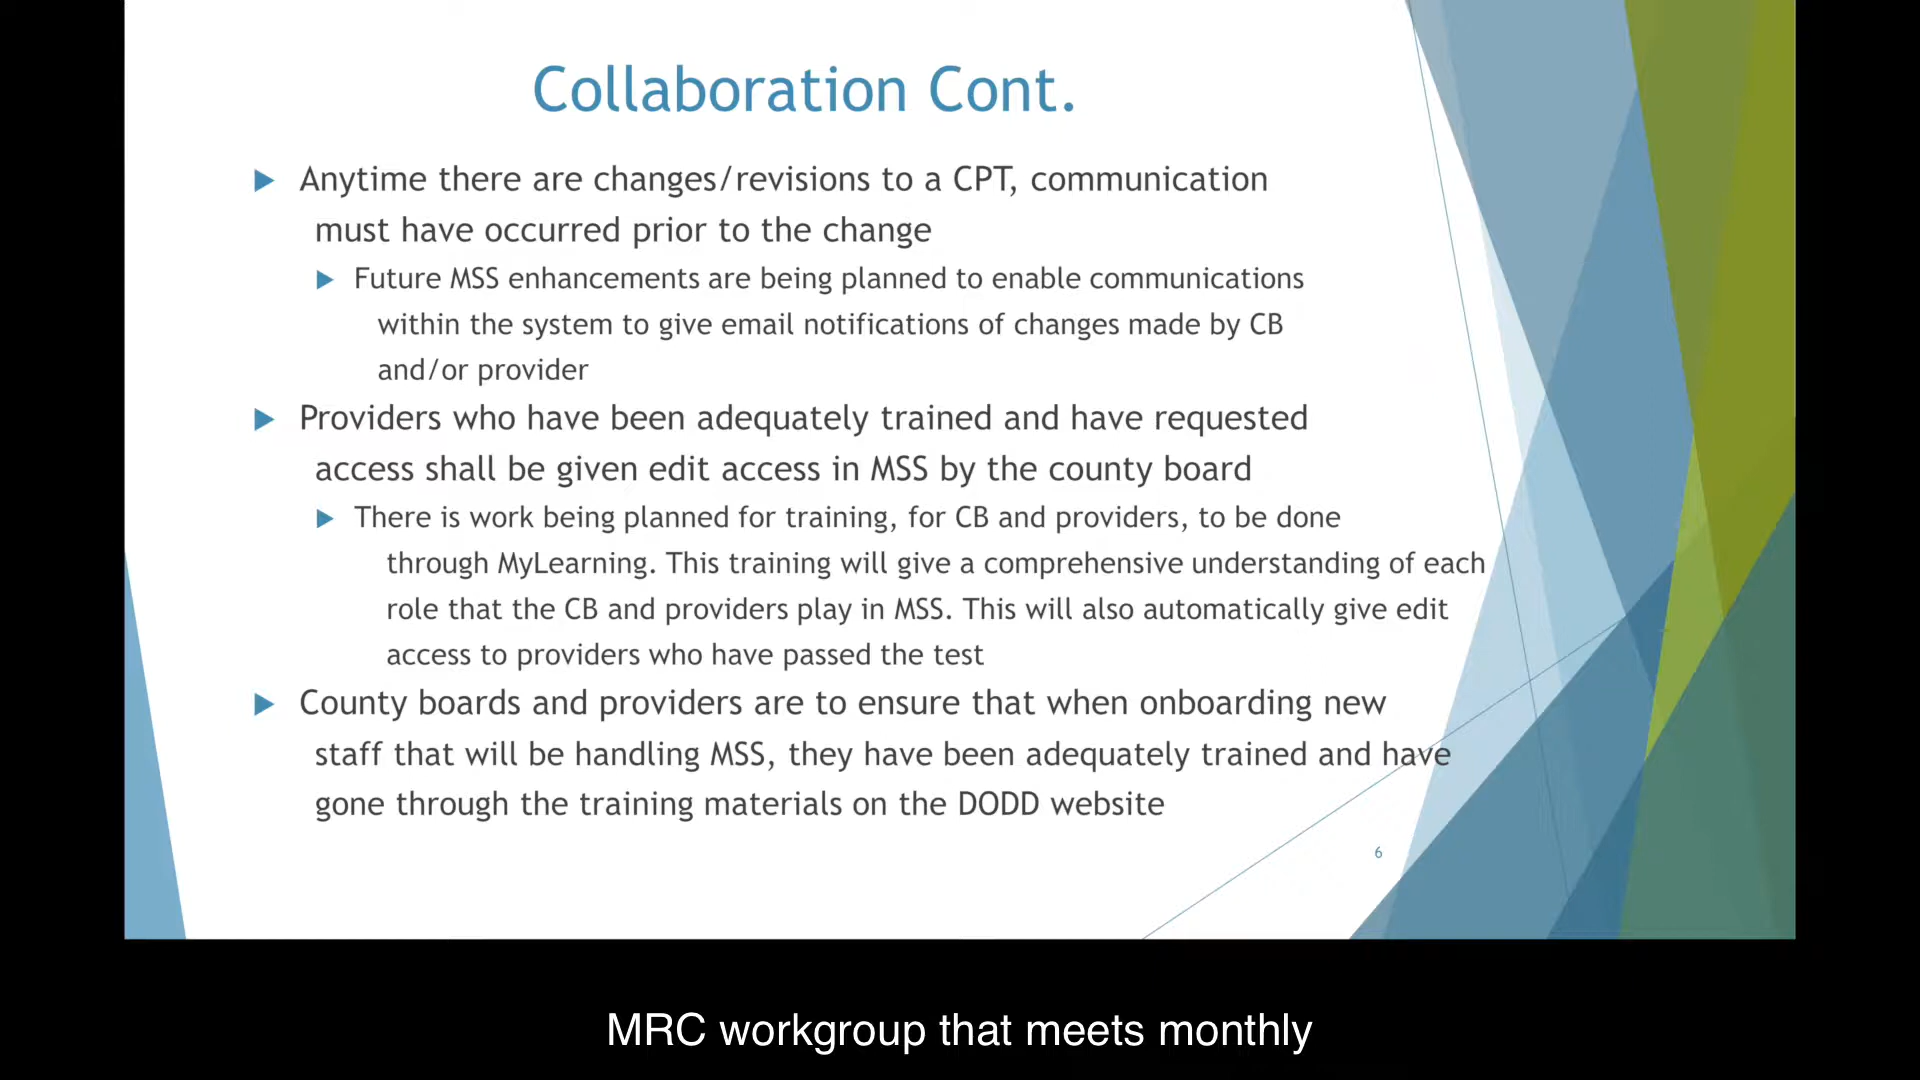 Collaboration Cont.
Anytime there are changes/revisions to a CPT, communication
must have occurred prior to the change
Future MSS enhancements are being planned to enable communications
within the system to give email notifications of changes made by CB
and/or provider
Providers who have been adequately trained and have requested
access shall be given edit access in MSS by the county board
There is work being planned for training, for CB and providers, to be done
through MyLearning. This training will give a comprehensive understanding of each
role that the CB and providers play in MSS. This will also automatically give edit
access to providers who have passed the test
County boards and providers are to ensure that when onboarding new
staff that will be handling MSS, they have been adequately trained and have
gone through the training materials on the DODD website
6
MRC workgroup that meets monthly